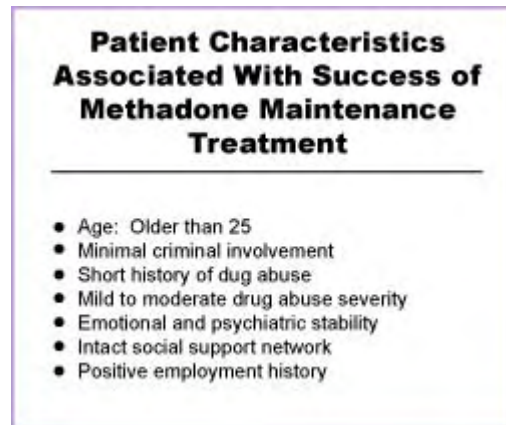 Patient Characteristics
Associated With Success of
Methadone Maintenance
Treatment
● Age: Older than 25
● Minimal criminal involvement
● Short history of dug abuse
● Mild to moderate drug abuse severity
● Emotional and psychiatric stability
● Intact social support network
● Positive employment history